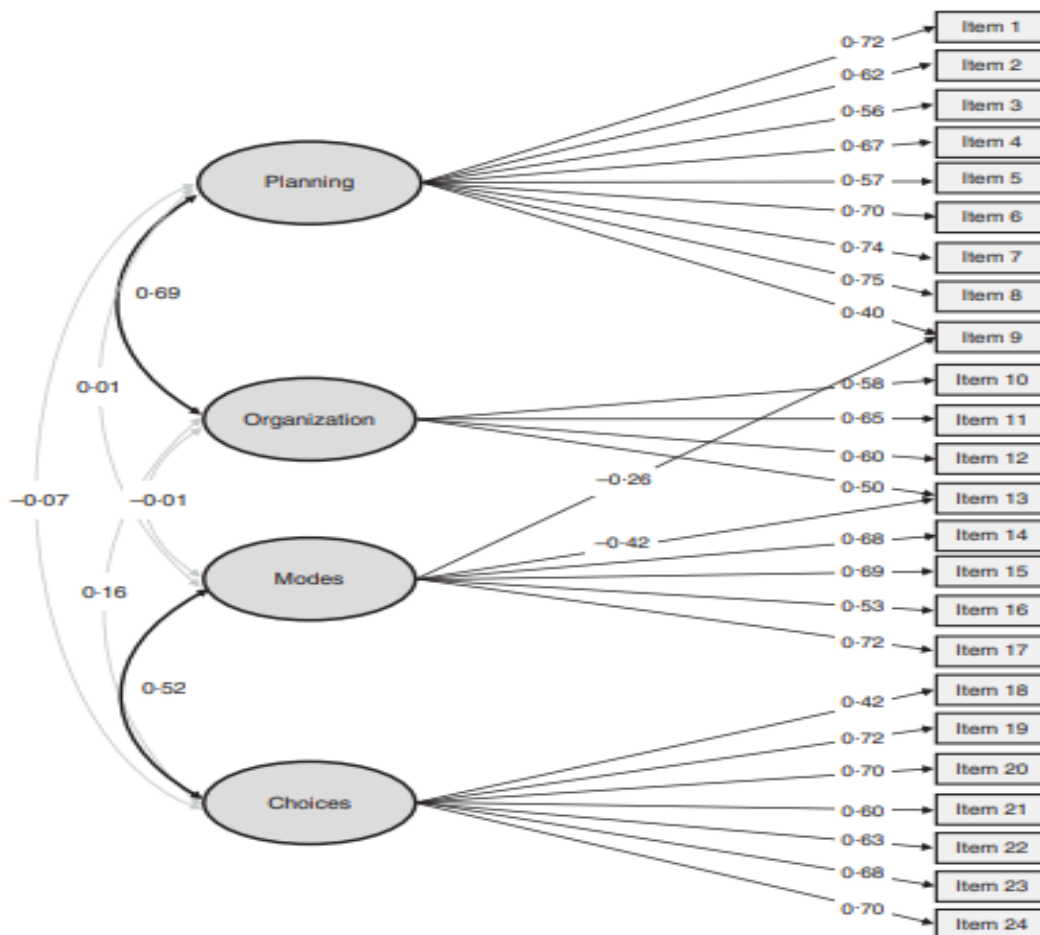 Item 1
0·72
Item 2
0·62
Item 3
0·56
Item 4
0·67
Planning
0·57
Item 5
0·70
Item 6
0·74
Item 7
0·75
Item 8
0·69
0·40
Item 9
0·01
0·58
Item 10
Organization
0·65
Item 11
0·60
Item 12
−0·26
0·50
−0·07
−0·01
Item 13
−0·42
0·68
Item 14
Modes
0·69
Item 15
0·16
0·53
Item 16
0·72
Item 17
0·52
0·42
Item 18
0·72
Item 19
0·70
Item 20
Choices
0·60
Item 21
0·63
Item 22
0·68
Item 23
0·70
Item 24